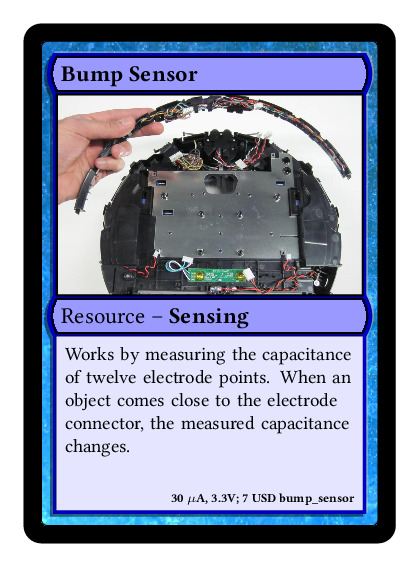 Bump Sensor
Resource – Sensing
Works by measuring the capacitance
of twelve electrode points. When an
object comes close to the electrode
connector, the measured capacitance
changes.
30 μA, 3.3V; 7 USD bump_sensor